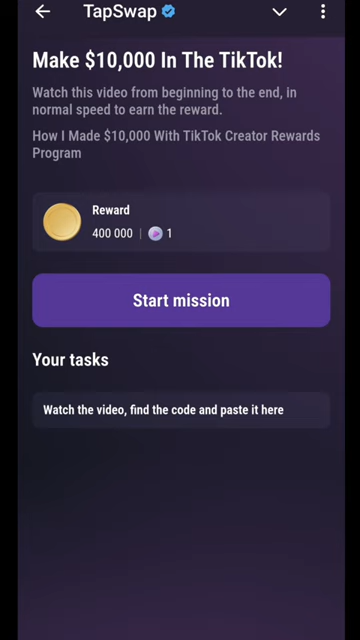 TapSwap
Make $10,000 In The TikTok!
Watch this video from beginning to the end, in
normal speed to earn the reward.
How I Made $10,000 With TikTok Creator Rewards
Program
Reward
400 000 | 1
Start mission
Your tasks
Watch the video, find the code and paste it here